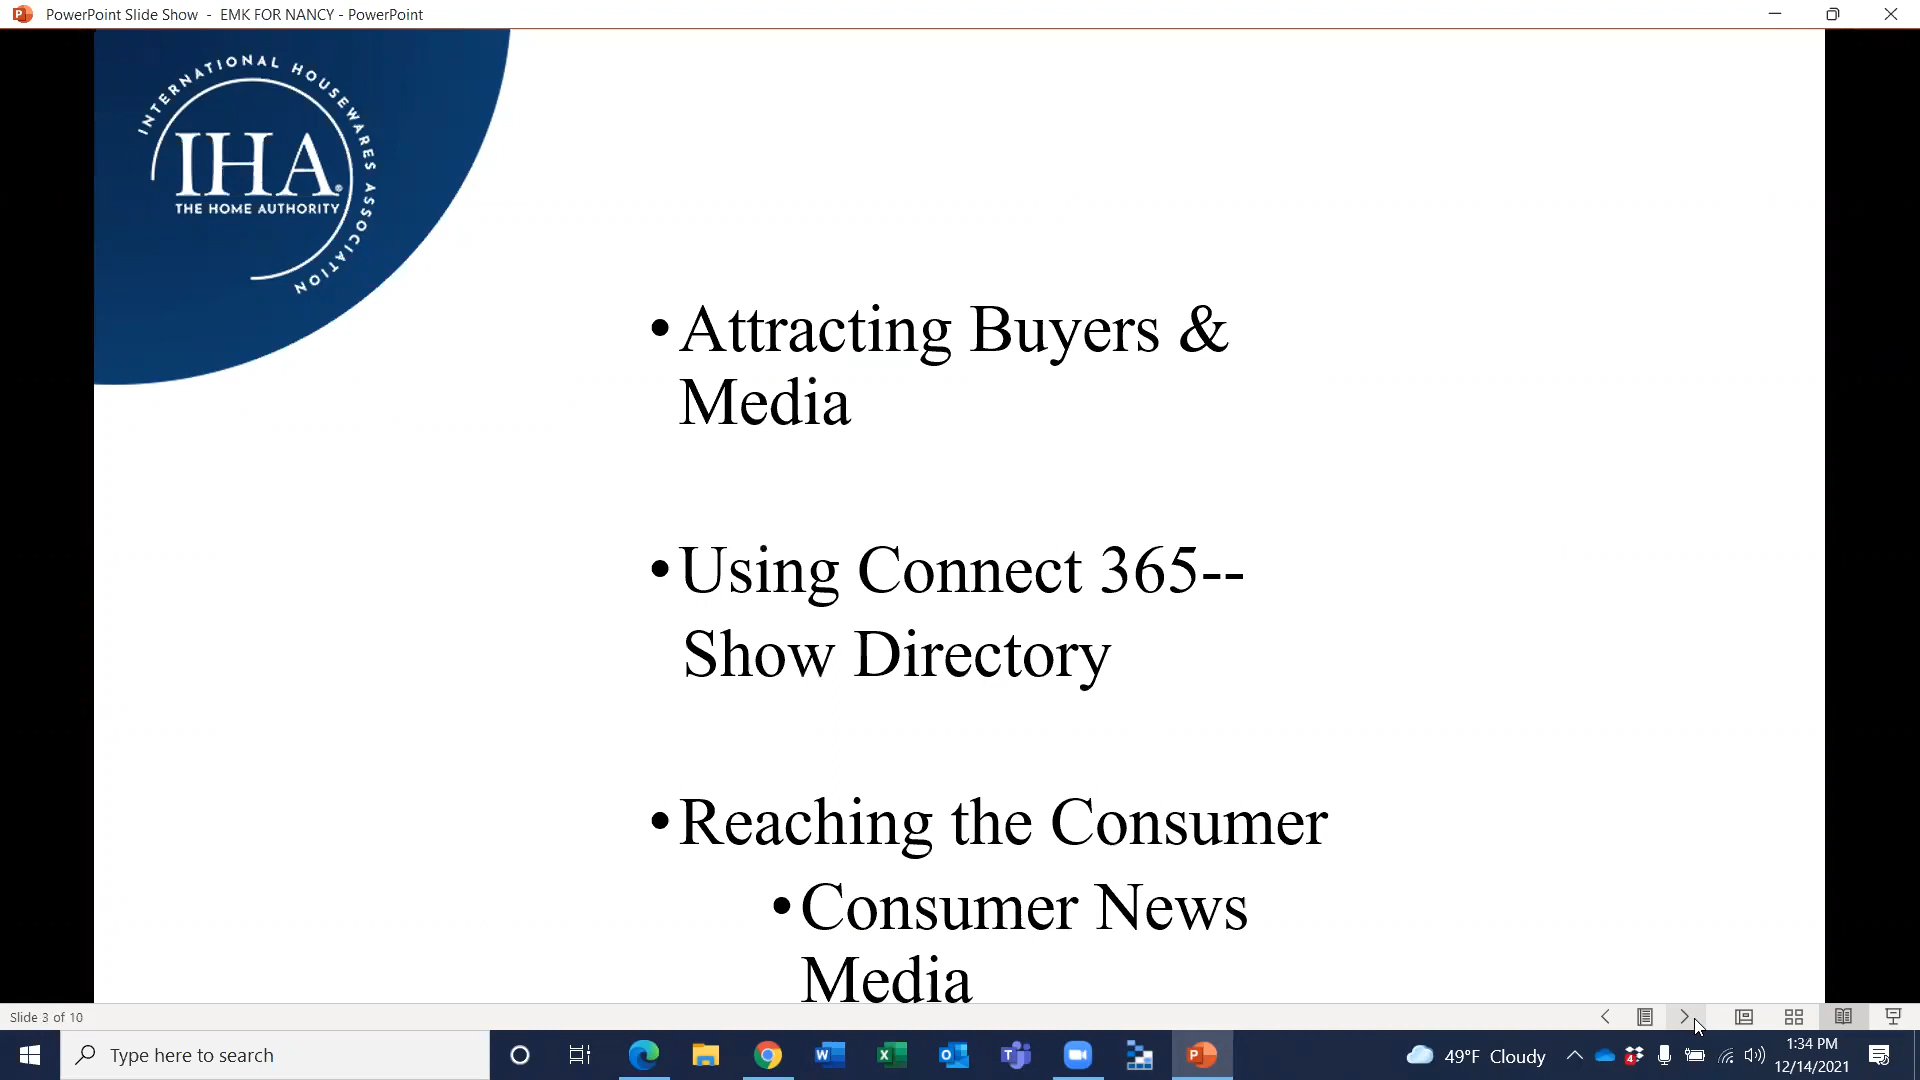 PowerPoint Slide Show - EMK FOR NANCY - PowerPoint
INTERNATIONAL HOUSEWARES ASSOCIATION
IHA®
THE HOME AUTHORITY
•Attracting Buyers &
Media
•Using Connect 365--
Show Directory
•Reaching the Consumer
•Consumer News
Media
Slide 3 of 10
Type here to search
49°F Cloudy
4
1:34 PM
12/14/2021